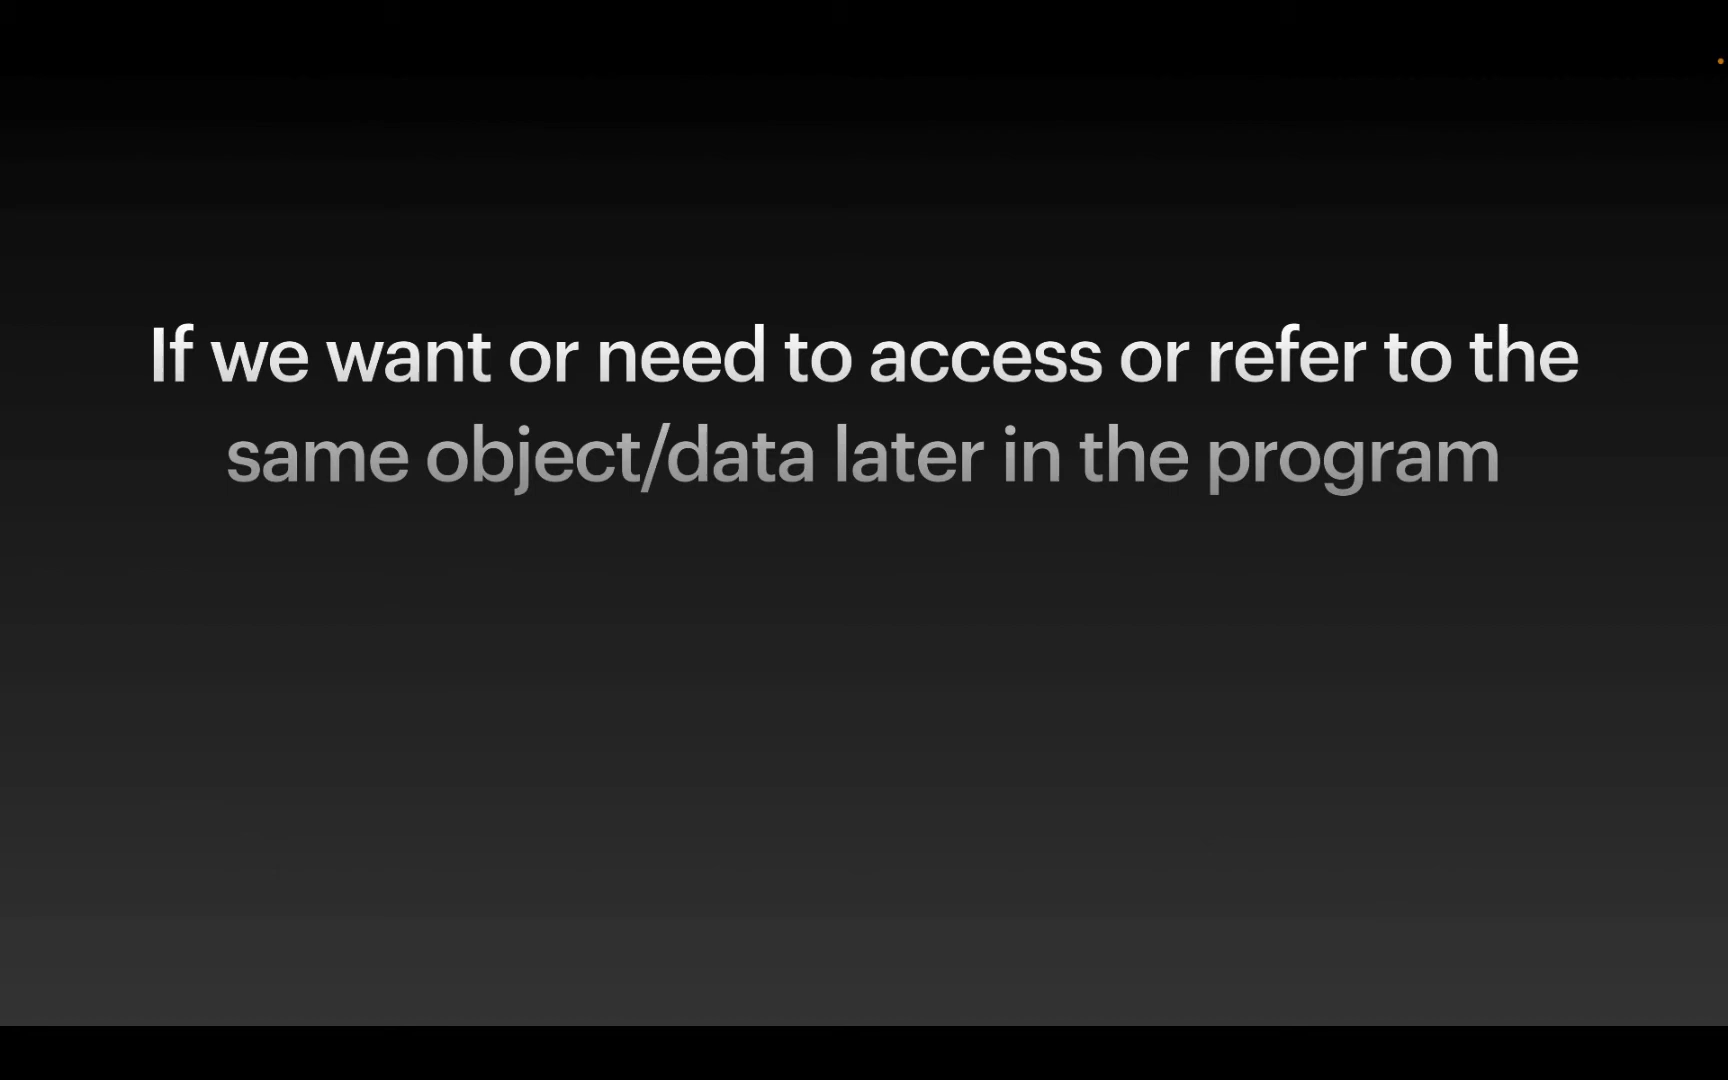 If we want or need to access or refer to the
same object/data later in the program